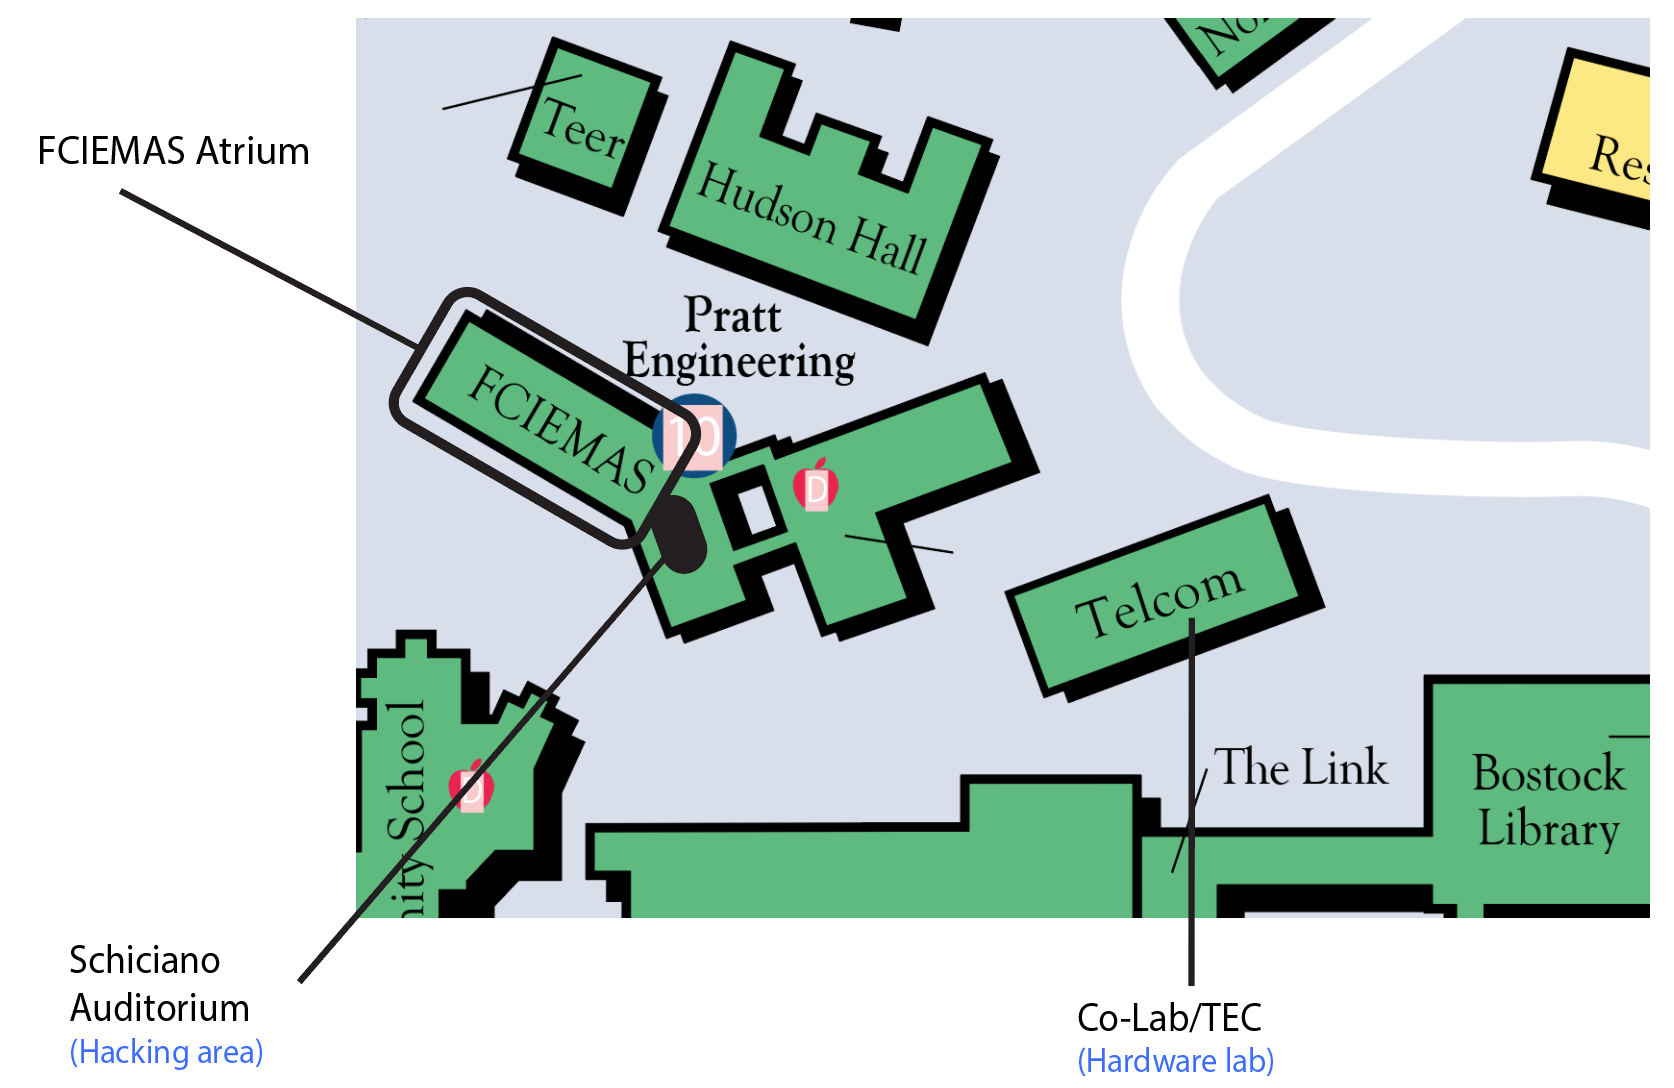 FCIEMAS Atrium
Teer
Hudson Hall
Pratt
Engineering
FCIEMAS
10
D
Telcom
D
The Link
Bostock
Library
School
Schiciano
Auditorium
(Hacking area)
Co-Lab/TEC
(Hardware lab)